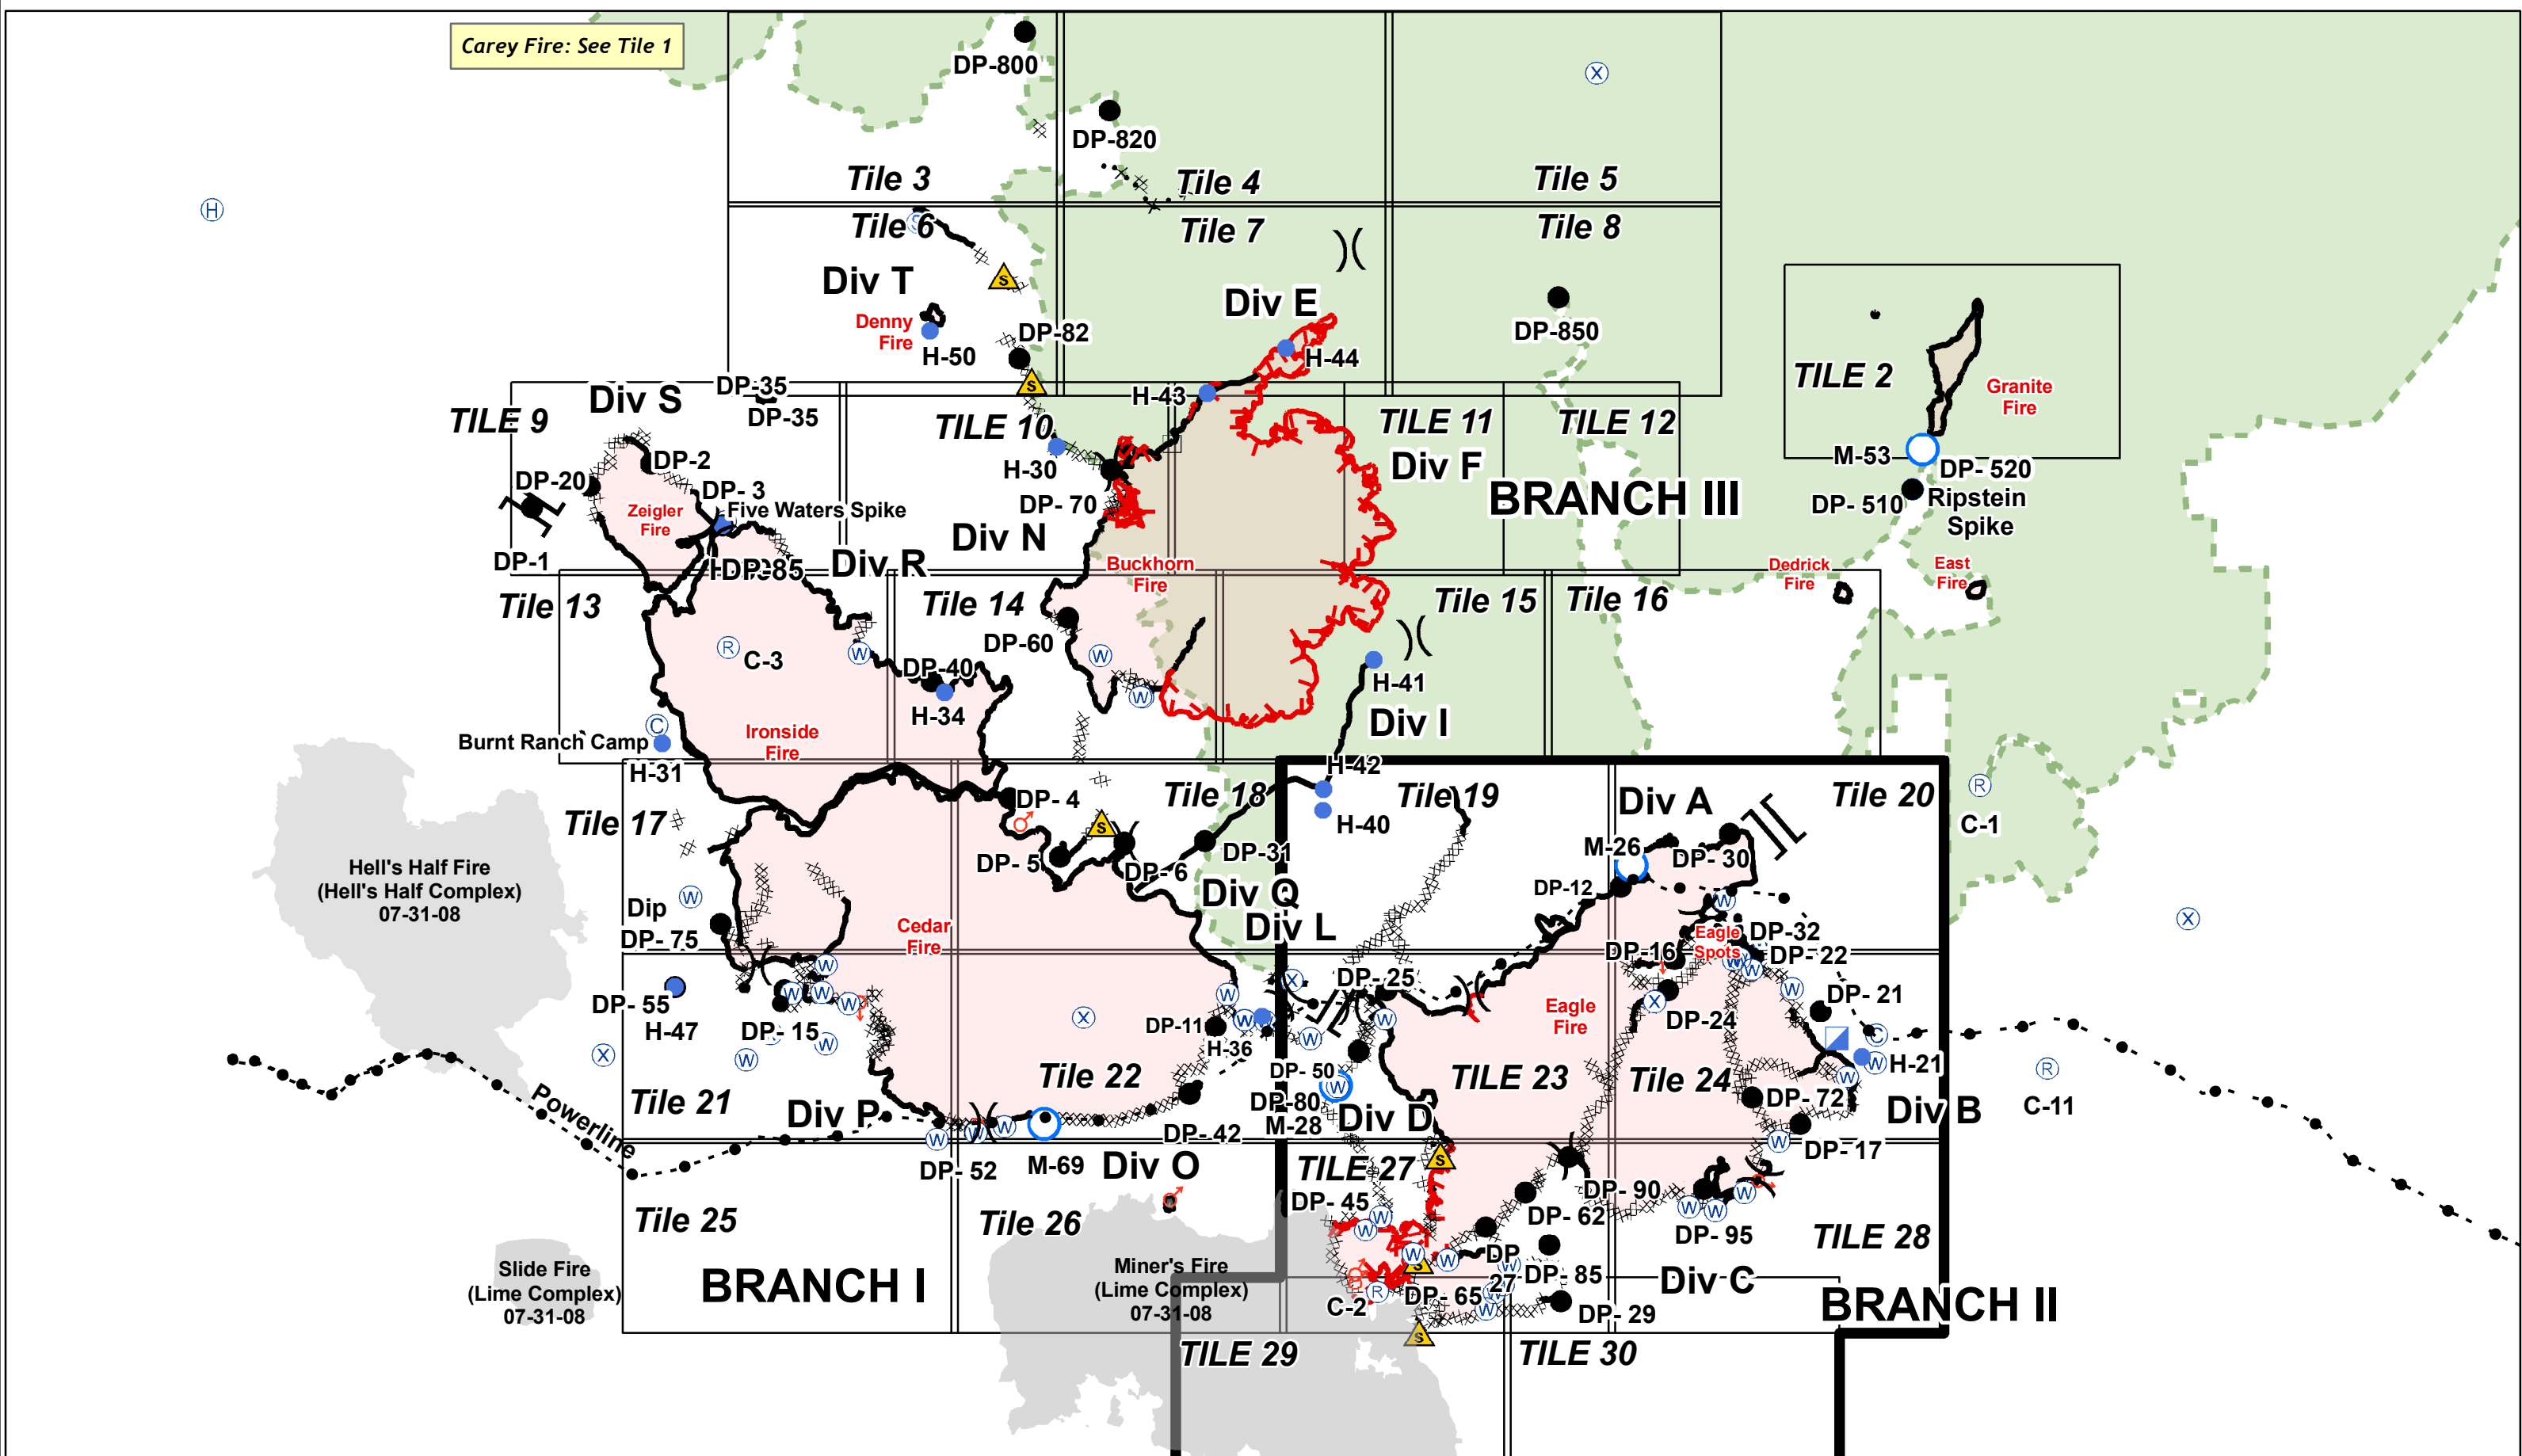 Carey Fire: See Tile 1
DP-800
DP-820
Tile 3
Tile 4
Tile 5
Tile 6
Tile 7
Tile 8
Div T
Div E
Denny
Fire
DP-82
H-50
H-44
DP-850
TILE 2
Granite
Fire
DP-35
H-43
Div S
DP-35
TILE 9
TILE 10
TILE 11
TILE 12
DP-2
H-30
Div F
M-53
DP- 520
DP-20
DP- 3
DP- 70
BRANCH III
DP- 510
Ripstein
Spike
Zeigler
Fire
Five Waters Spike
Div N
DP-1
DP-85
Div R
Buckhorn
Fire
Dedrick
Fire
East
Fire
Tile 13
Tile 14
Tile 15
Tile 16
DP-60
C-3
DP-40
H-41
H-34
Div I
Burnt Ranch Camp
Ironside
Fire
H-31
H-42
Tile 17
DP- 4
Tile 18
Tile 19
Div A
Tile 20
H-40
C-1
Hell's Half Fire
(Hell's Half Complex)
07-31-08
DP- 5
DP- 6
DP-31
M-26
DP- 30
DP-12
Div Q
Dip
DP- 75
Cedar
Fire
Div L
DP-16
Eagle
Spots
DP-32
DP- 22
DP-25
DP- 55
H-47
DP- 15
DP-11
H-36
Eagle
Fire
DP-24
DP- 21
Tile 21
Tile 22
DP- 50
TILE 23
Tile 24
H-21
Powerline
Div P
DP-80
M-28
Div D
DP- 72
Div B
C-11
DP- 42
DP- 17
DP- 52
M-69
Div O
TILE 27
Tile 25
Tile 26
DP- 45
DP- 90
DP- 62
DP- 95
TILE 28
Slide Fire
(Lime Complex)
07-31-08
BRANCH I
Miner's Fire
(Lime Complex)
07-31-08
DP
27
DP- 85
Div C
C-2
DP- 65
DP- 29
BRANCH II
TILE 29
TILE 30